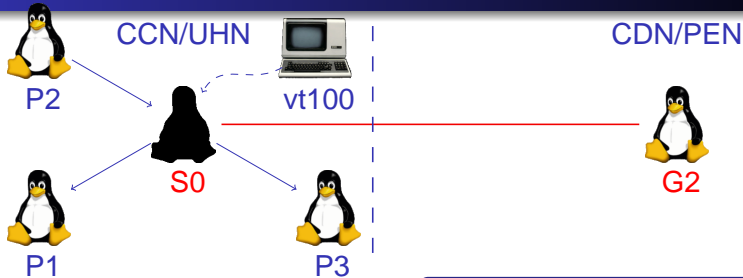 CCN/UHN
CDN/PEN
P2
vt100
S0
G2
P1
P3